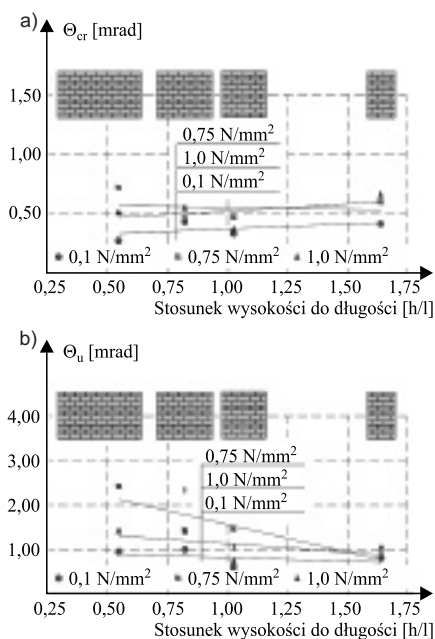 a)
Θcr [mrad]
1,50
1,00
0,50
0,75 N/mm²
1,0 N/mm²
0,1 N/mm²
0,1 N/mm² 0,75 N/mm² 1,0 N/mm²
0,25 0,50 0,75 1,00 1,25 1,50 1,75
Stosunek wysokości do długości [h/l]
b)
Θu [mrad]
4,00
3,00
2,00
1,00
0,75 N/mm²
1,0 N/mm²
0,1 N/mm²
0,1 N/mm² 0,75 N/mm² 1,0 N/mm²
0,25 0,50 0,75 1,00 1,25 1,50 1,75
Stosunek wysokości do długości [h/l]